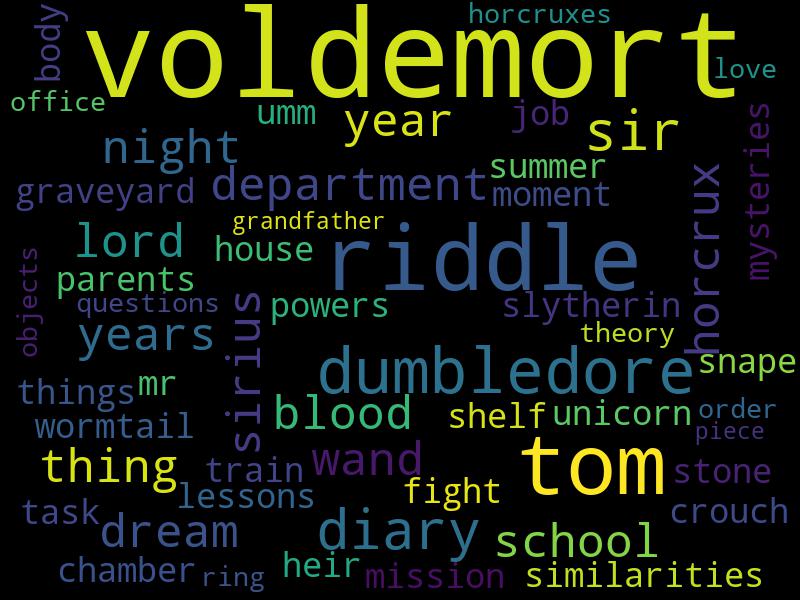 horcruxes
voldemort
body
love
office
umm
year
job
sir
mysteries
night
summer
graveyard
department
moment
horcrux
grandfather
lord
house
riddle
parents
objects
questions
powers
slytherin
years
sirius
theory
dumbledore
snape
things
mr
blood
shelf
unicorn
order
wormtail
piece
thing
train
wand
tom
stone
lessons
fight
task
dream
diary
school
crouch
chamber
ring
heir
mission
similarities